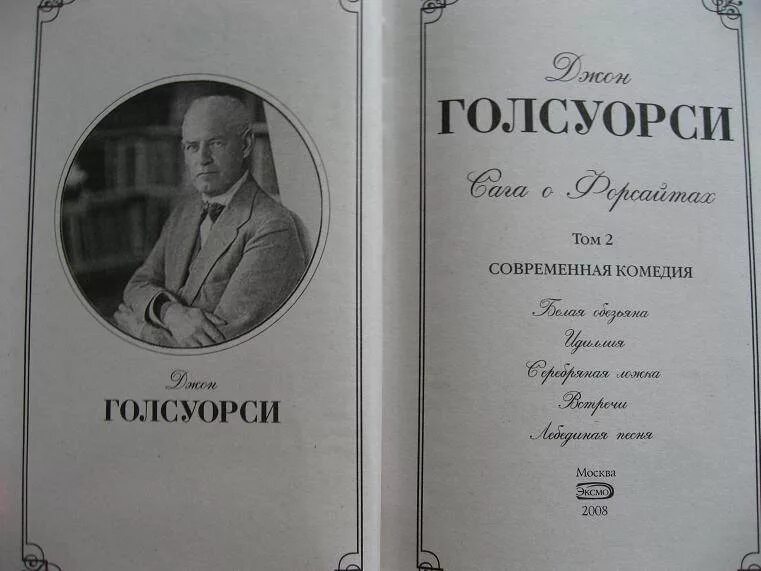 Джон
ГОЛСУОРСИ
Джон
ГОЛСУОРСИ
Сага о Форсайтах
Том 2
СОВРЕМЕННАЯ КОМЕДИЯ
Белая обезьяна
Идиллия
Серебряная ложка
Встречи
Лебединая песня
Москва
Эксмо
2008